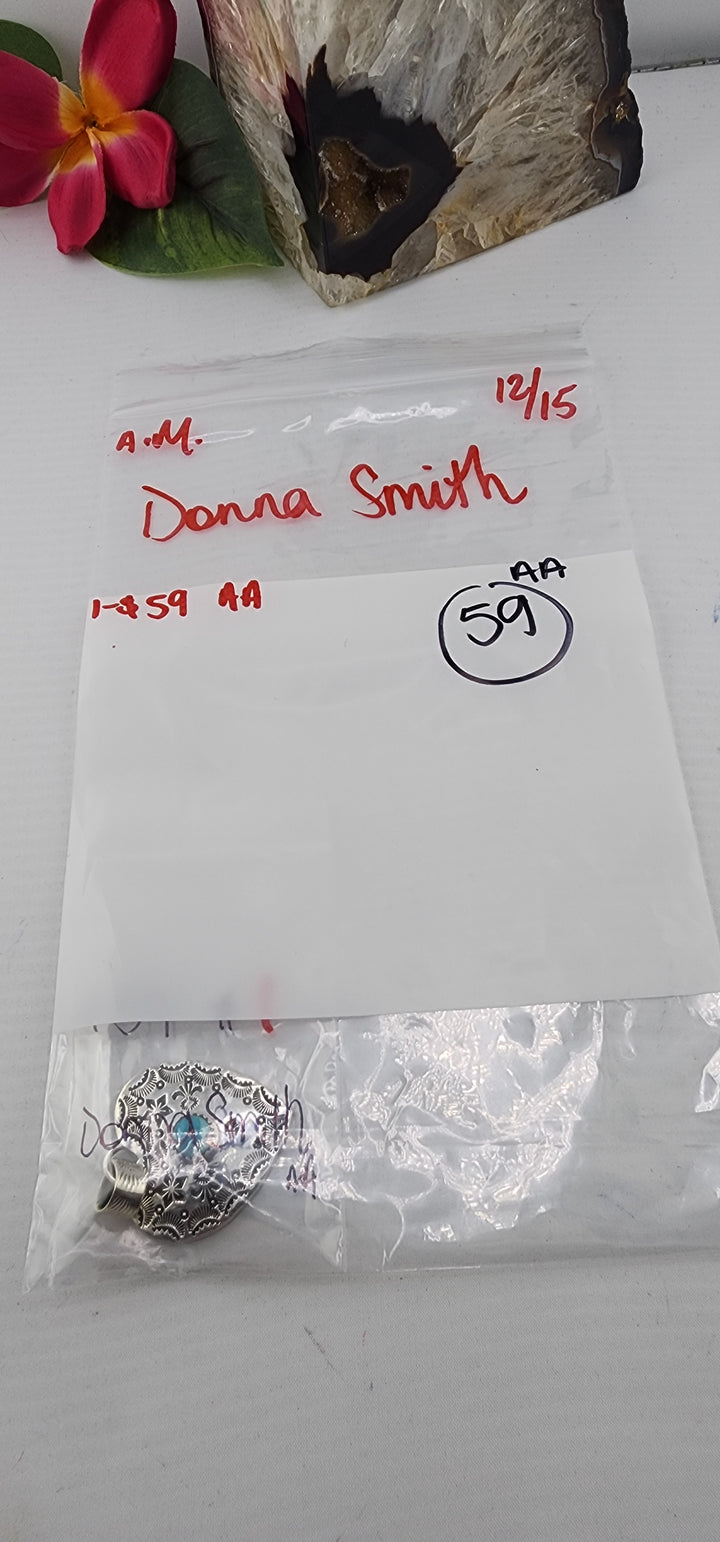 12/15
A.M.
Donna Smith
1-$59 AA
AA
59
Donna Smith